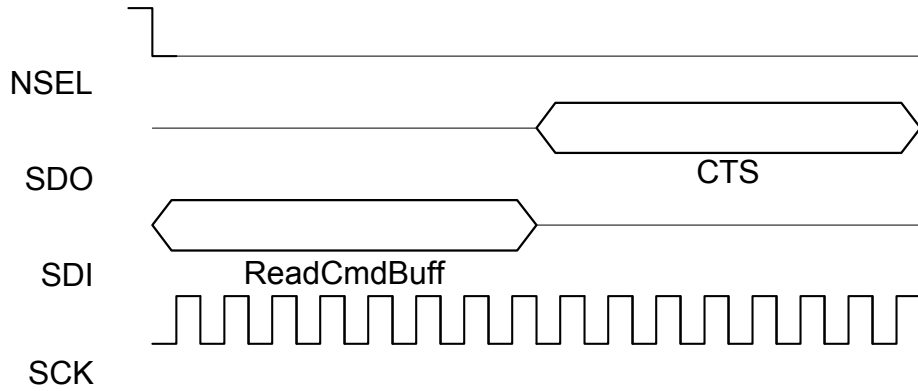 NSEL
SDO
CTS
SDI
ReadCmdBuff
SCK